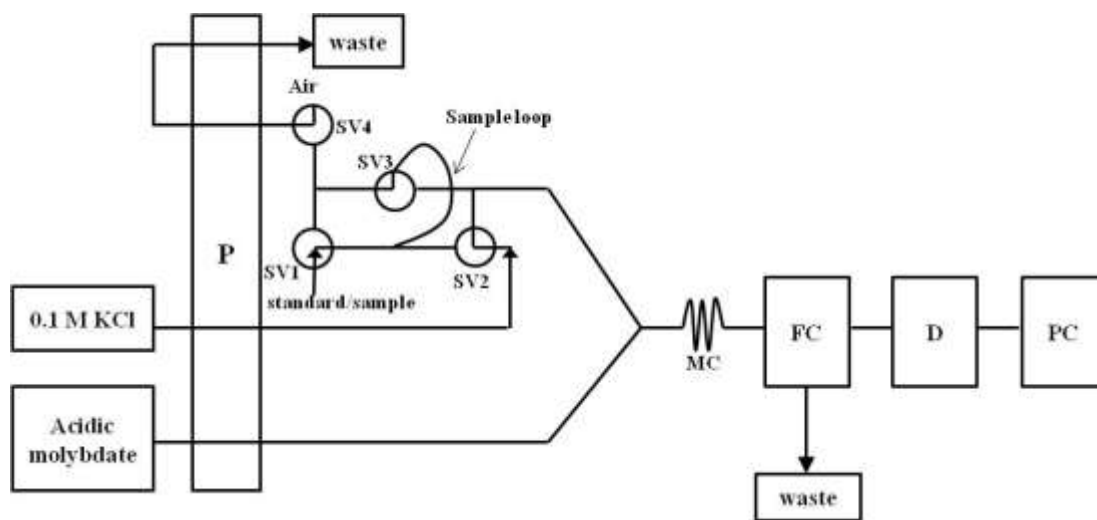 waste
Air
SV4
Sample loop
SV3
P
SV1
SV2
standard/sample
0.1 M KCl
MC
FC
D
PC
Acidic
molybdate
waste